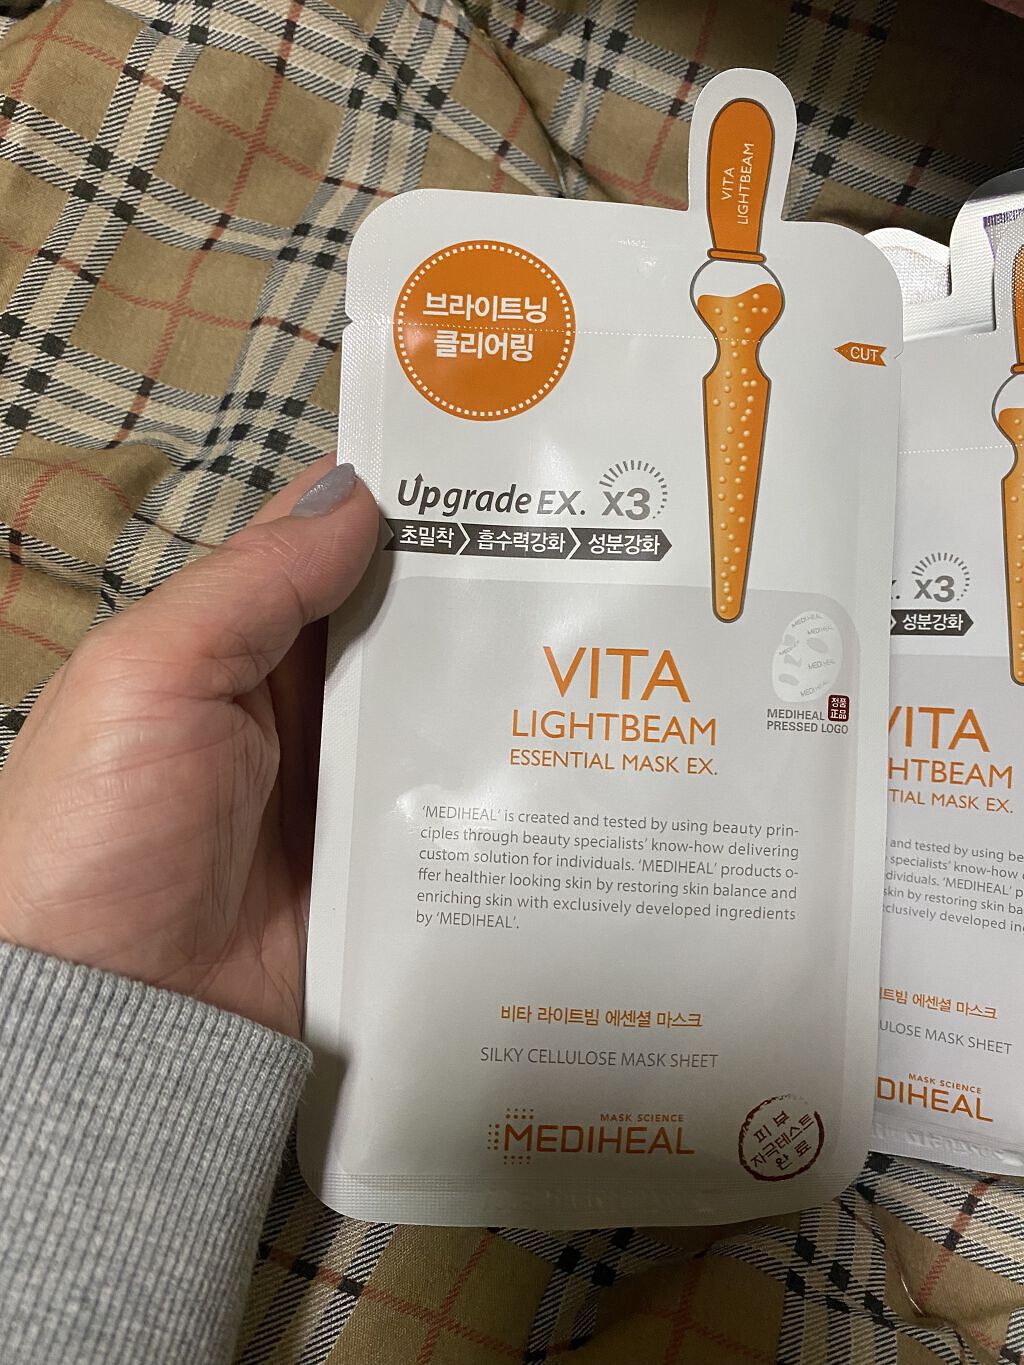 VITA
LIGHTBEAM
브라이트닝
클리어링
CUT
Upgrade EX. x3
초밀착 흡수력강화 성분강화
MEDIHEAL
MEDIHEAL
MEDIHEAL
MEDIHEAL
정품
正品
MEDIHEAL
PRESSED LOGO
VITA
LIGHTBEAM
ESSENTIAL MASK EX.
‘MEDIHEAL’ is created and tested by using beauty prin-
ciples through beauty specialists’ know-how delivering
custom solution for individuals. ‘MEDIHEAL’ products o-
ffer healthier looking skin by restoring skin balance and
enriching skin with exclusively developed ingredients
by ‘MEDIHEAL’.
비타 라이트빔 에센셜 마스크
SILKY CELLULOSE MASK SHEET
MASK SCIENCE
MEDIHEAL
피부
자극테스트
완료
x3
성분강화
VITA
HTBEAM
TIAL MASK EX.
and tested by using be
specialists’ know-how
dividuals. ‘MEDIHEAL’ p
skin by restoring skin ba
xclusively developed in
트빔 에센셜 마스크
ULOSE MASK SHEET
MASK SCIENCE
DIHEAL